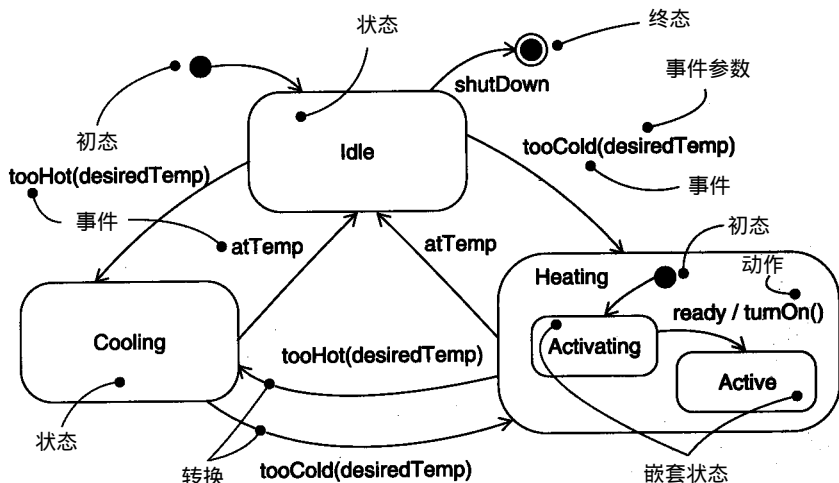 状态
终态
shutDown
事件参数
初态
Idle
tooCold(desiredTemp)
tooHot(desiredTemp)
事件
事件
atTemp
atTemp
初态
Heating
动作
ready / turnOn()
Cooling
tooHot(desiredTemp)
Activating
Active
状态
转换
tooCold(desiredTemp)
嵌套状态